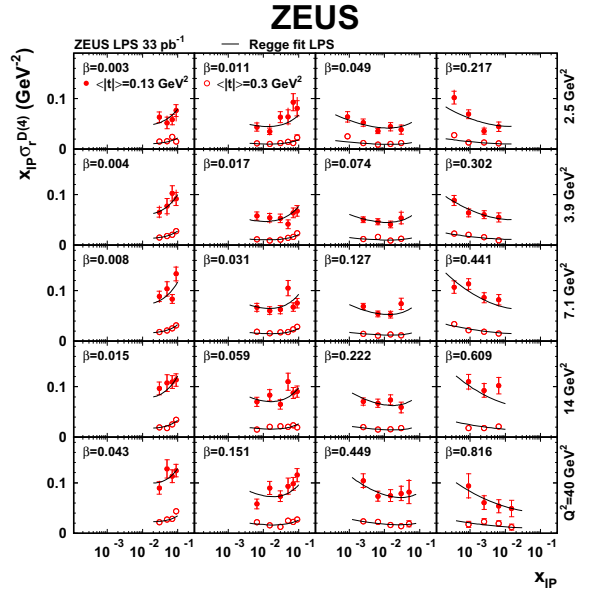 ZEUS
ZEUS LPS 33 pb⁻¹ — Regge fit LPS
x_IP σ_r^D(4) (GeV⁻²)
β=0.003 β=0.011 β=0.049 β=0.217
<|t|>=0.13 GeV² <|t|>=0.3 GeV²
0.1
2.5 GeV²
0
β=0.004 β=0.017 β=0.074 β=0.302
0.1
3.9 GeV²
0
β=0.008 β=0.031 β=0.127 β=0.441
0.1
7.1 GeV²
0
β=0.015 β=0.059 β=0.222 β=0.609
0.1
14 GeV²
0
β=0.043 β=0.151 β=0.449 β=0.816
0.1
Q²=40 GeV²
0
10⁻³ 10⁻² 10⁻¹ 10⁻³ 10⁻² 10⁻¹ 10⁻³ 10⁻² 10⁻¹ 10⁻³ 10⁻² 10⁻¹
x_IP